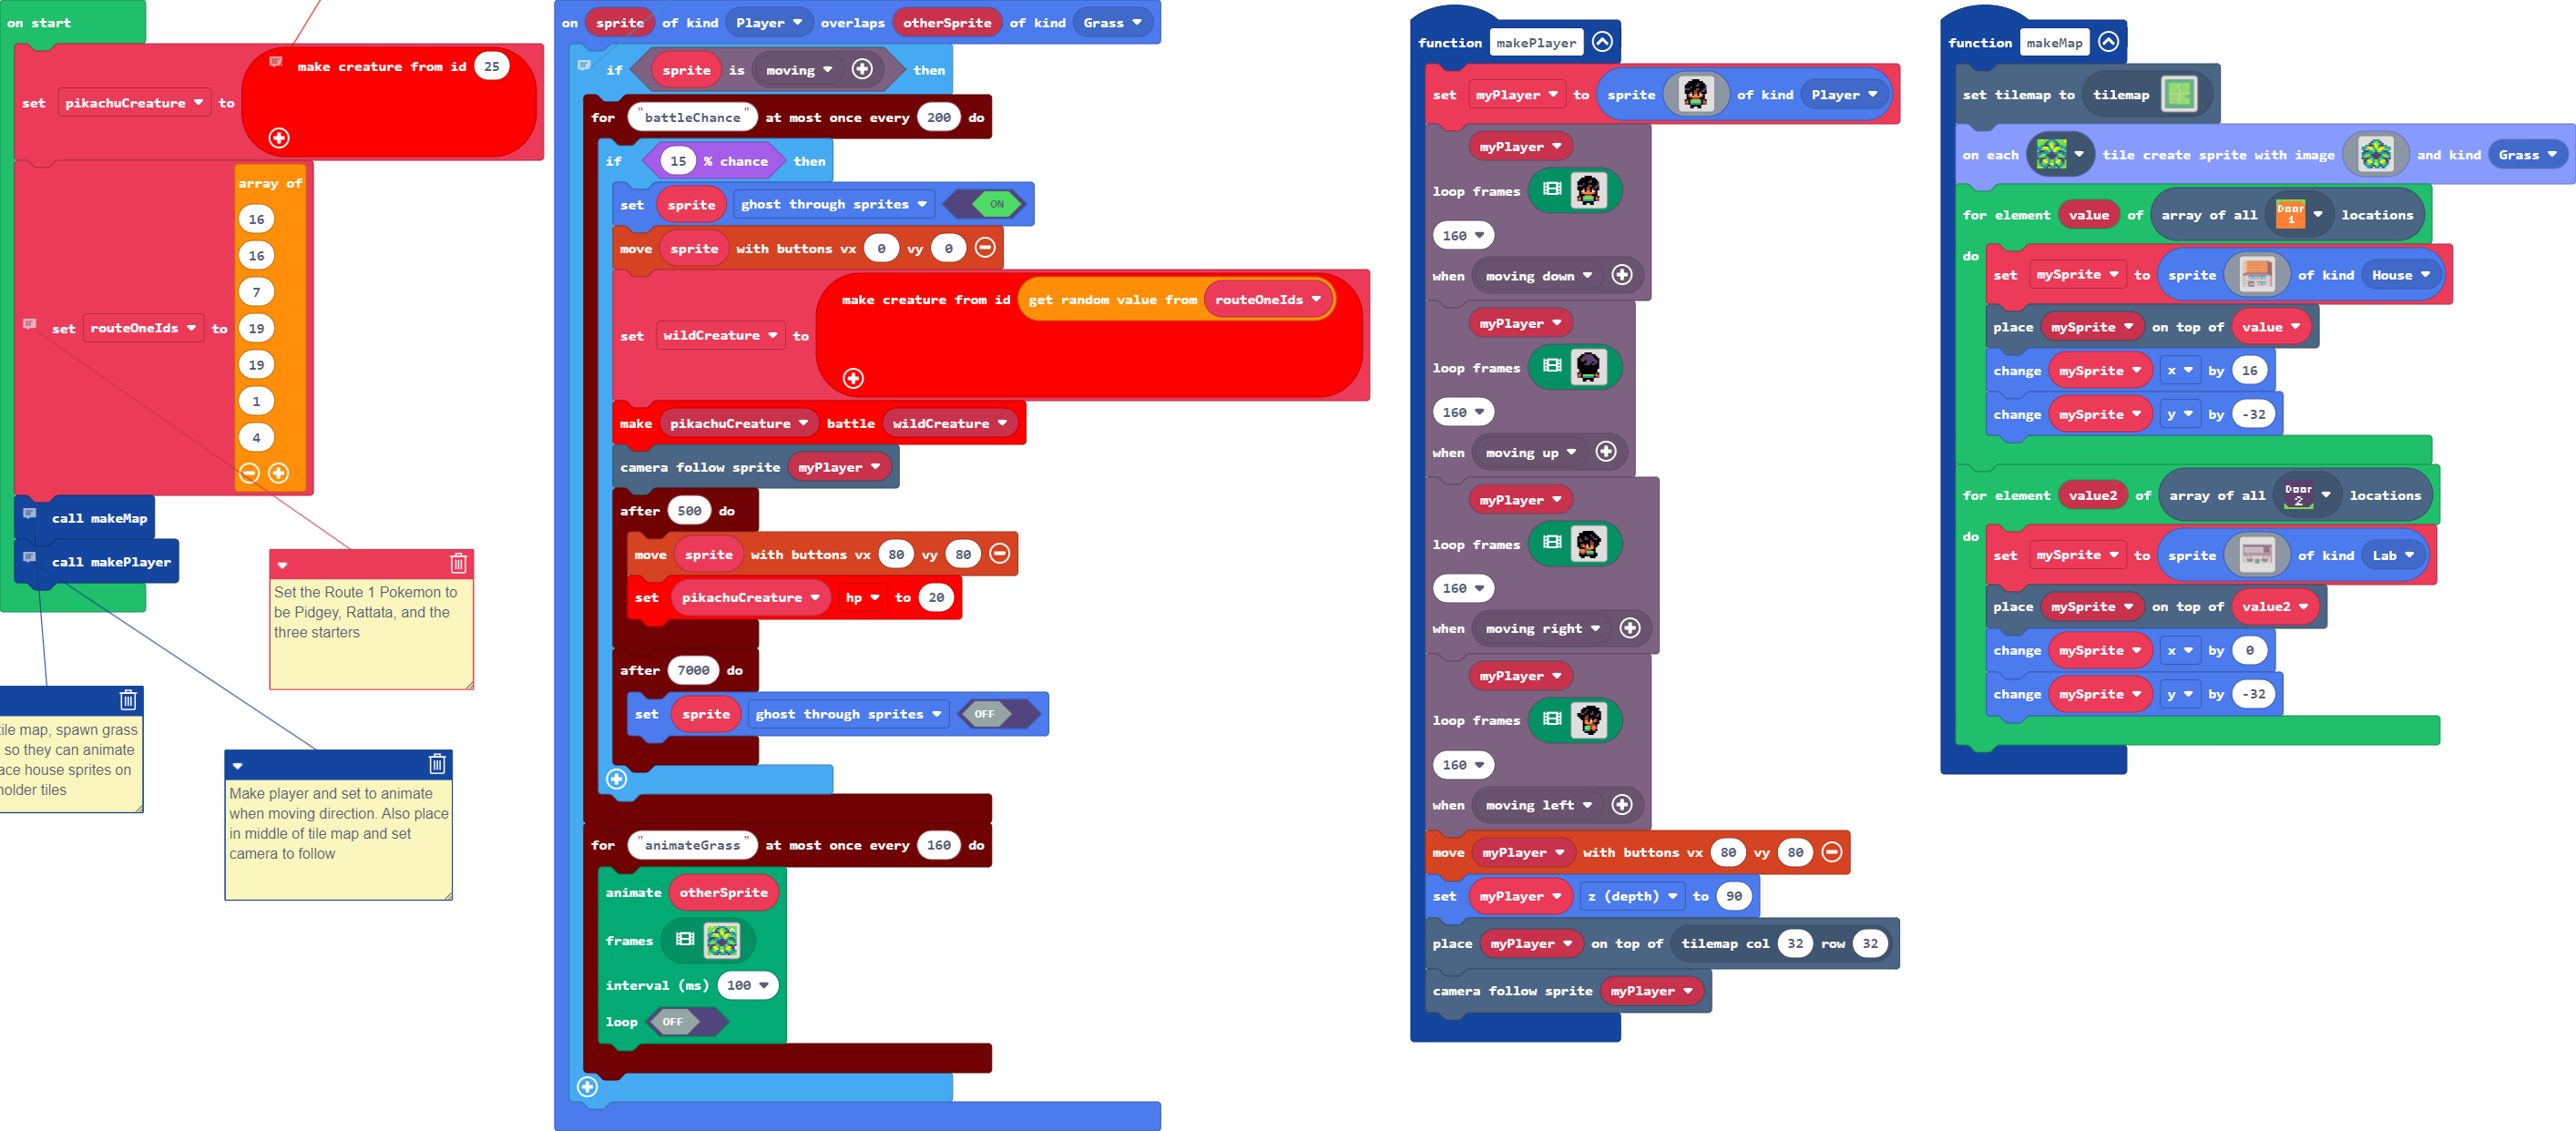 on start
set pikachuCreature to make creature from id 25
set routeOneIds to array of
16
16
7
19
19
1
4
call makeMap
call makePlayer
Set the Route 1 Pokemon to
be Pidgey, Rattata, and the
three starters
tile map, spawn grass
so they can animate
ace house sprites on
holder tiles
Make player and set to animate
when moving direction. Also place
in middle of tile map and set
camera to follow
on sprite of kind Player overlaps otherSprite of kind Grass
if sprite is moving then
for "battleChance" at most once every 200 do
if 15 % chance then
set sprite ghost through sprites ON
move sprite with buttons vx 0 vy 0
set wildCreature to make creature from id get random value from routeOneIds
make pikachuCreature battle wildCreature
camera follow sprite myPlayer
after 500 do
move sprite with buttons vx 80 vy 80
set pikachuCreature hp to 20
after 7000 do
set sprite ghost through sprites OFF
for "animateGrass" at most once every 160 do
animate otherSprite
frames
interval (ms) 100
loop OFF
function makePlayer
set myPlayer to sprite of kind Player
myPlayer
loop frames
160
when moving down
myPlayer
loop frames
160
when moving up
myPlayer
loop frames
160
when moving right
myPlayer
loop frames
160
when moving left
move myPlayer with buttons vx 80 vy 80
set myPlayer z (depth) to 90
place myPlayer on top of tilemap col 32 row 32
camera follow sprite myPlayer
function makeMap
set tilemap to tilemap
on each tile create sprite with image and kind Grass
for element value of array of all Door 1 locations
do
set mySprite to sprite of kind House
place mySprite on top of value
change mySprite x by 16
change mySprite y by -32
for element value2 of array of all Door 2 locations
do
set mySprite to sprite of kind Lab
place mySprite on top of value2
change mySprite x by 0
change mySprite y by -32